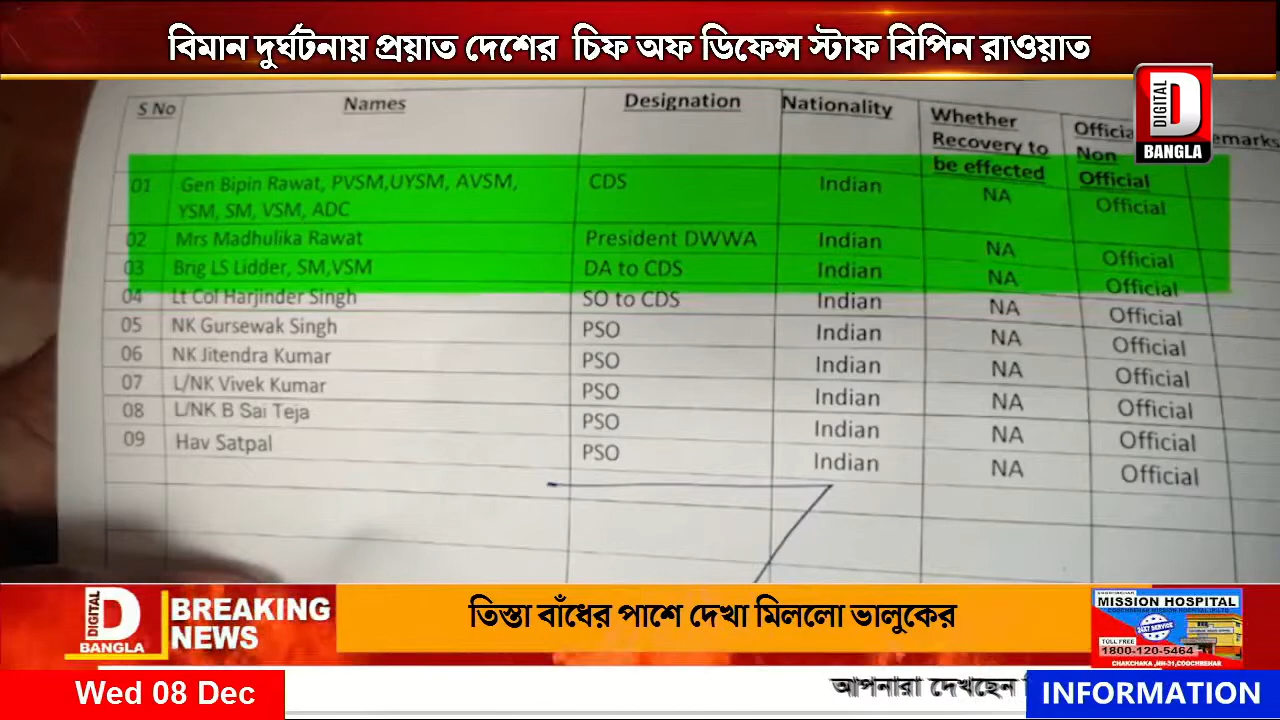 বিমান দুর্ঘটনায় প্রয়াত দেশের চিফ অফ ডিফেন্স স্টাফ বিপিন রাওয়াত
DIGITAL D BANGLA
S No Names Designation Nationality Whether Recovery to be effected Non Official
01 Gen Bipin Rawat, PVSM,UYSM, AVSM, YSM, SM, VSM, ADC CDS Indian NA Official
02 Mrs Madhulika Rawat President DWWA Indian NA Official
03 Brig LS Lidder, SM,VSM DA to CDS Indian NA Official
04 Lt Col Harjinder Singh SO to CDS Indian NA Official
05 NK Gursewak Singh PSO Indian NA Official
06 NK Jitendra Kumar PSO Indian NA Official
07 L/NK Vivek Kumar PSO Indian NA Official
08 L/NK B Sai Teja PSO Indian NA Official
09 Hav Satpal PSO Indian NA Official
DIGITAL D BANGLA
BREAKING
NEWS
তিস্তা বাঁধের পাশে দেখা মিললো ভালুকের
MISSION HOSPITAL
24X7 SERVICE
TOLL FREE
1800-120-5464
CHAKCHAKA ,NH-31,COOCHBEHAR
Wed 08 Dec
আপনারা দেখছেন
INFORMATION